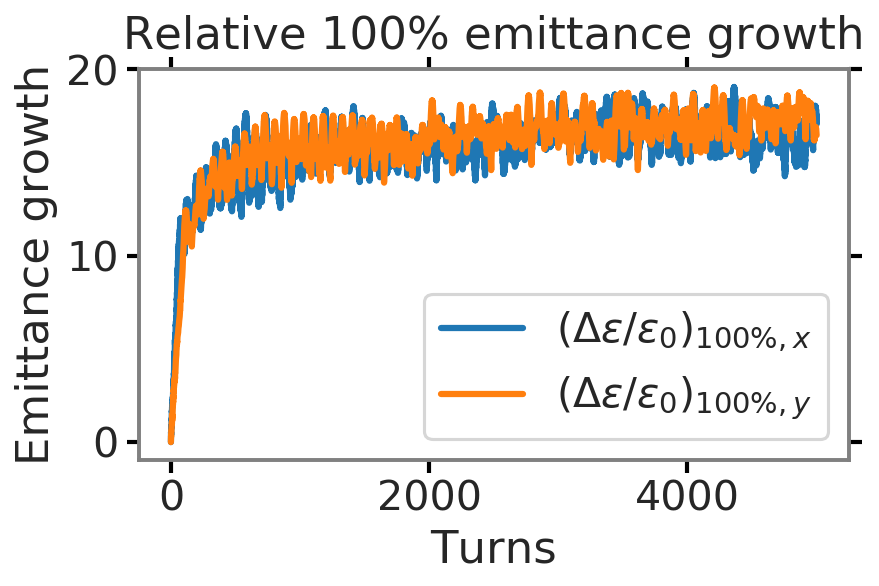 Relative 100% emittance growth
Emittance growth
20
10
0
(Δε/ε₀)₁₀₀%, ₓ
(Δε/ε₀)₁₀₀%, y
0 2000 4000
Turns